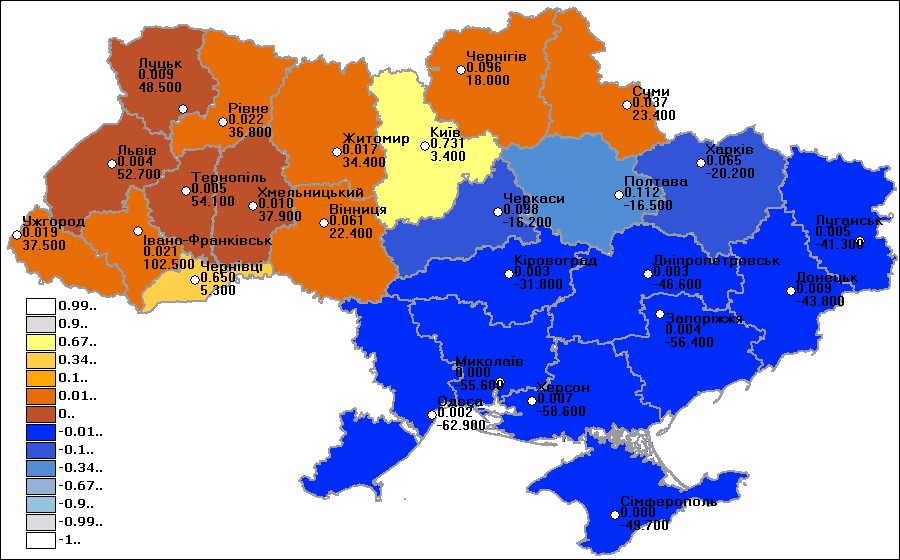 Луцьк
0.009
48.500
Рівне
0.022
36.800
Житомир
0.017
34.400
Київ
0.731
3.400
Чернігів
0.096
18.000
Суми
0.037
23.400
Львів
0.004
52.700
Тернопіль
0.005
54.100
Хмельницький
0.010
37.900
Вінниця
0.061
22.400
Черкаси
0.098
-16.200
Полтава
0.112
-16.500
Харків
0.065
-20.200
Ужгород
0.019
37.500
Івано-Франківськ
0.021
102.500
Чернівці
0.650
5.300
Кіровоград
0.003
-31.800
Дніпропетровськ
0.003
-46.600
Луганськ
0.005
-41.300
Донецьк
0.009
-43.800
Запоріжжя
0.004
-56.400
Миколаїв
0.000
-55.600
Херсон
0.007
-58.600
Одеса
0.002
-62.900
Сімферополь
0.000
-49.700
0.99..
0.9..
0.67..
0.34..
0.1..
0.01..
0..
-0.01..
-0.1..
-0.34..
-0.67..
-0.9..
-0.99..
-1..